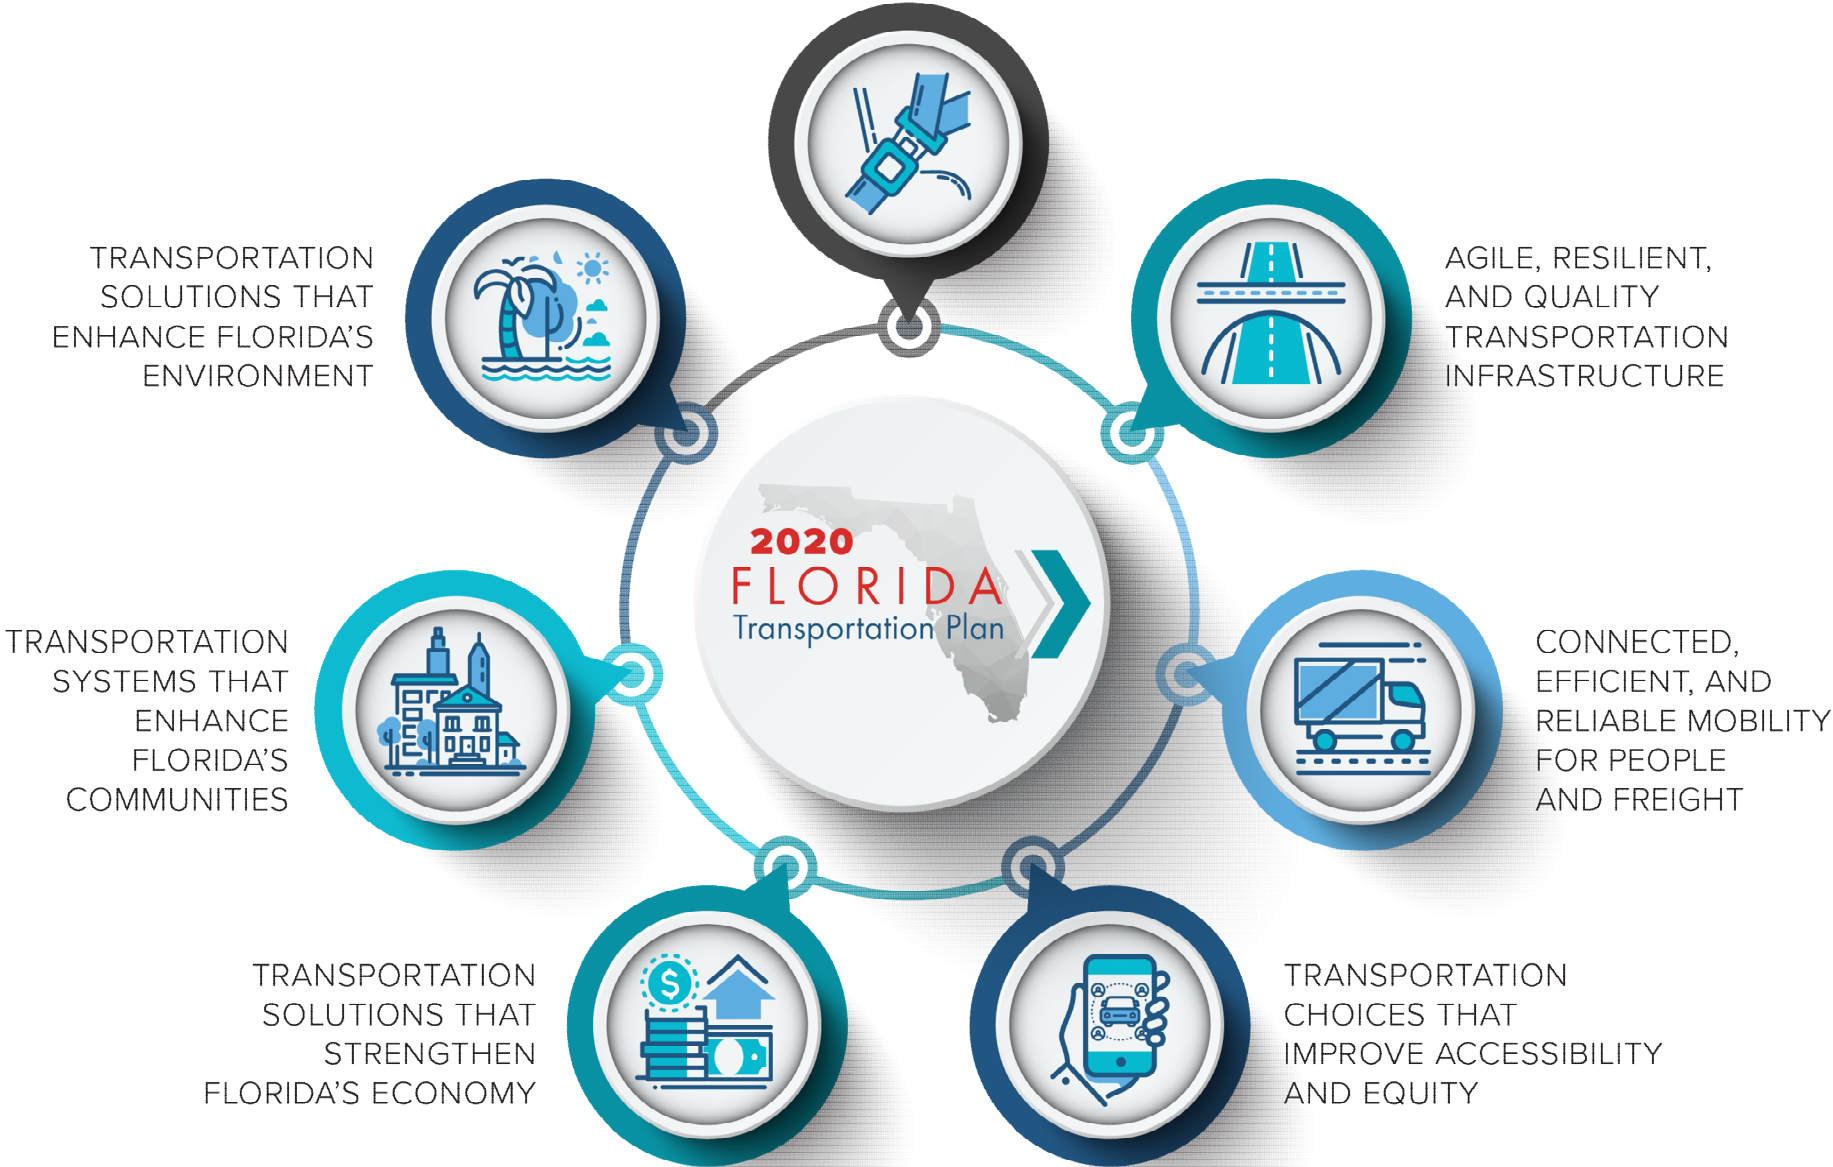 TRANSPORTATION
SOLUTIONS THAT
ENHANCE FLORIDA'S
ENVIRONMENT
AGILE, RESILIENT,
AND QUALITY
TRANSPORTATION
INFRASTRUCTURE
2020
FLORIDA
Transportation Plan
TRANSPORTATION
SYSTEMS THAT
ENHANCE
FLORIDA'S
COMMUNITIES
CONNECTED,
EFFICIENT, AND
RELIABLE MOBILITY
FOR PEOPLE
AND FREIGHT
TRANSPORTATION
SOLUTIONS THAT
STRENGTHEN
FLORIDA'S ECONOMY
$
TRANSPORTATION
CHOICES THAT
IMPROVE ACCESSIBILITY
AND EQUITY